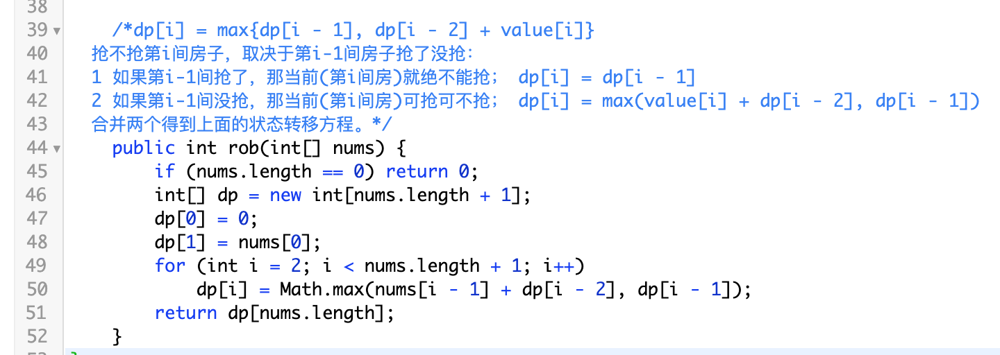 38
39 /*dp[i] = max{dp[i - 1], dp[i - 2] + value[i]}
40 抢不抢第i间房子，取决于第i-1间房子抢了没抢：
41 1 如果第i-1间抢了，那当前(第i间房)就绝不能抢； dp[i] = dp[i - 1]
42 2 如果第i-1间没抢，那当前(第i间房)可抢可不抢； dp[i] = max(value[i] + dp[i - 2], dp[i - 1])
43 合并两个得到上面的状态转移方程。*/
44 public int rob(int[] nums) {
45 if (nums.length == 0) return 0;
46 int[] dp = new int[nums.length + 1];
47 dp[0] = 0;
48 dp[1] = nums[0];
49 for (int i = 2; i < nums.length + 1; i++)
50 dp[i] = Math.max(nums[i - 1] + dp[i - 2], dp[i - 1]);
51 return dp[nums.length];
52 }